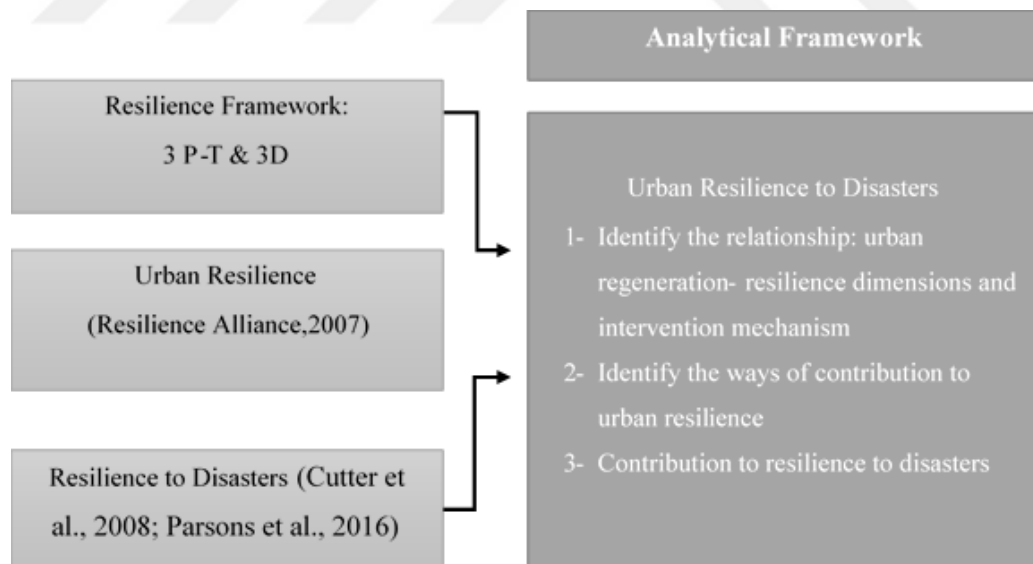 Analytical Framework
Resilience Framework:
3 P-T & 3D
Urban Resilience
(Resilience Alliance,2007)
Resilience to Disasters (Cutter et
al., 2008; Parsons et al., 2016)
Urban Resilience to Disasters
1- Identify the relationship: urban
regeneration- resilience dimensions and
intervention mechanism
2- Identify the ways of contribution to
urban resilience
3- Contribution to resilience to disasters